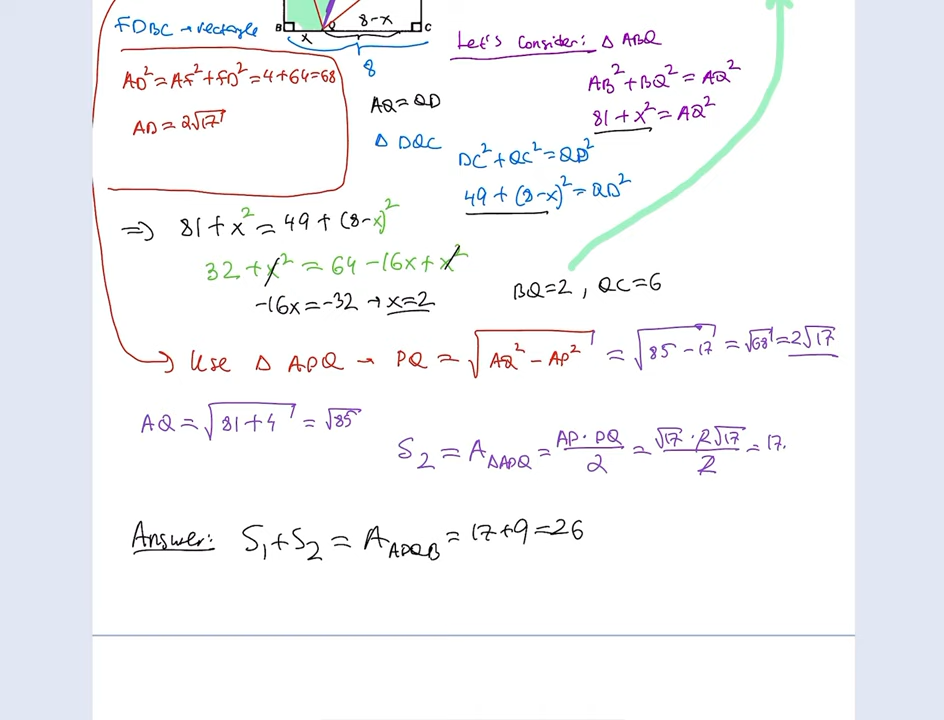 FDBC → rectangle
B x Q 8-x C
8
Let's Consider: △ ABQ
AD² = AF² + FD² = 4 + 64 = 68
AD = 2√17
AQ = QD
AB² + BQ² = AQ²
81 + x² = AQ²
△ DQC
DC² + QC² = QD²
49 + (8-x)² = QD²
⇒ 81 + x² = 49 + (8-x)²
32 + x² = 64 - 16x + x²
-16x = -32 → x = 2
BQ = 2 , QC = 6
Use △ APQ → PQ = √(AQ² - AP²) = √(85 - 17) = √68 = 2√17
AQ = √(81 + 4) = √85
S₂ = A△APQ = AP · PQ / 2 = √17 · 2√17 / 2 = 17.
Answer: S₁ + S₂ = A_APQB = 17 + 9 = 26